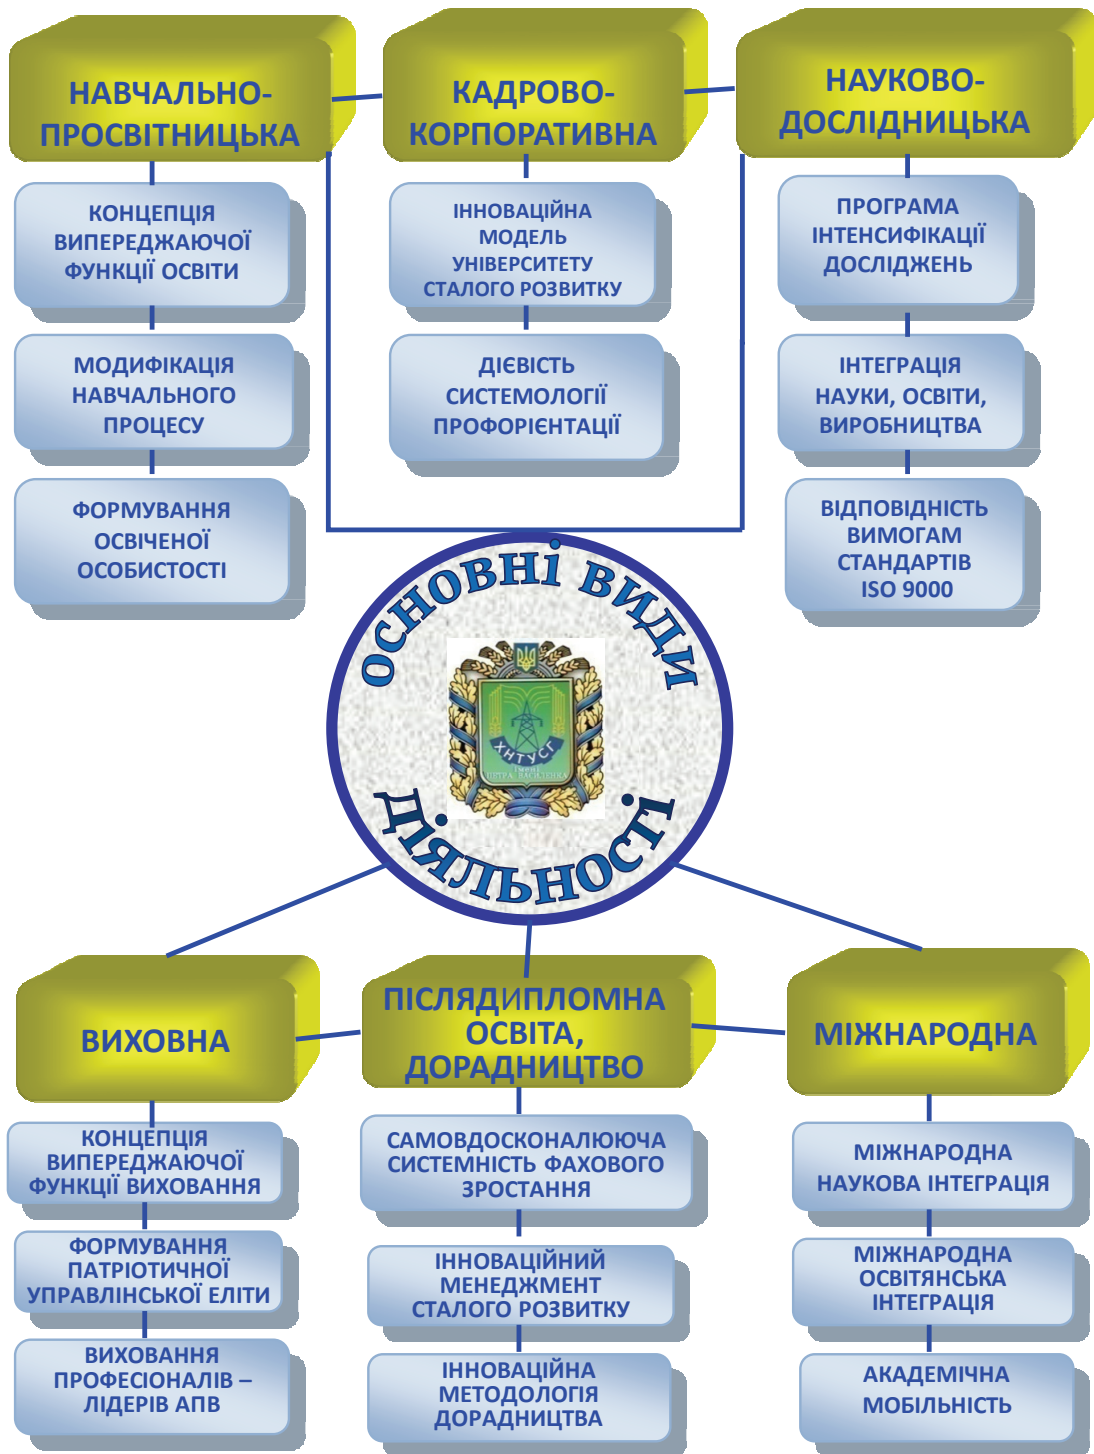 НАВЧАЛЬНО-
ПРОСВІТНИЦЬКА
КОНЦЕПЦІЯ
ВИПЕРЕДЖАЮЧОЇ
ФУНКЦІЇ ОСВІТИ
МОДИФІКАЦІЯ
НАВЧАЛЬНОГО
ПРОЦЕСУ
ФОРМУВАННЯ
ОСВІЧЕНОЇ
ОСОБИСТОСТІ
КАДРОВО-
КОРПОРАТИВНА
ІННОВАЦІЙНА
МОДЕЛЬ
УНІВЕРСИТЕТУ
СТАЛОГО РОЗВИТКУ
ДІЄВІСТЬ
СИСТЕМОЛОГІЇ
ПРОФОРІЄНТАЦІЇ
НАУКОВО-
ДОСЛІДНИЦЬКА
ПРОГРАМА
ІНТЕНСИФІКАЦІЇ
ДОСЛІДЖЕНЬ
ІНТЕГРАЦІЯ
НАУКИ, ОСВІТИ,
ВИРОБНИЦТВА
ВІДПОВІДНІСТЬ
ВИМОГАМ
СТАНДАРТІВ
ISO 9000
ОСНОВНІ ВИДИ
ХНТУСГ
імені
ПЕТРА ВАСИЛЕНКА
ДІЯЛЬНОСТІ
ВИХОВНА
КОНЦЕПЦІЯ
ВИПЕРЕДЖАЮЧОЇ
ФУНКЦІЇ ВИХОВАННЯ
ФОРМУВАННЯ
ПАТРІОТИЧНОЇ
УПРАВЛІНСЬКОЇ ЕЛІТИ
ВИХОВАННЯ
ПРОФЕСІОНАЛІВ –
ЛІДЕРІВ АПВ
ПІСЛЯДИПЛОМНА
ОСВІТА,
ДОРАДНИЦТВО
САМОВДОСКОНАЛЮЮЧА
СИСТЕМНІСТЬ ФАХОВОГО
ЗРОСТАННЯ
ІННОВАЦІЙНИЙ
МЕНЕДЖМЕНТ
СТАЛОГО РОЗВИТКУ
ІННОВАЦІЙНА
МЕТОДОЛОГІЯ
ДОРАДНИЦТВА
МІЖНАРОДНА
МІЖНАРОДНА
НАУКОВА ІНТЕГРАЦІЯ
МІЖНАРОДНА
ОСВІТЯНСЬКА
ІНТЕГРАЦІЯ
АКАДЕМІЧНА
МОБІЛЬНІСТЬ